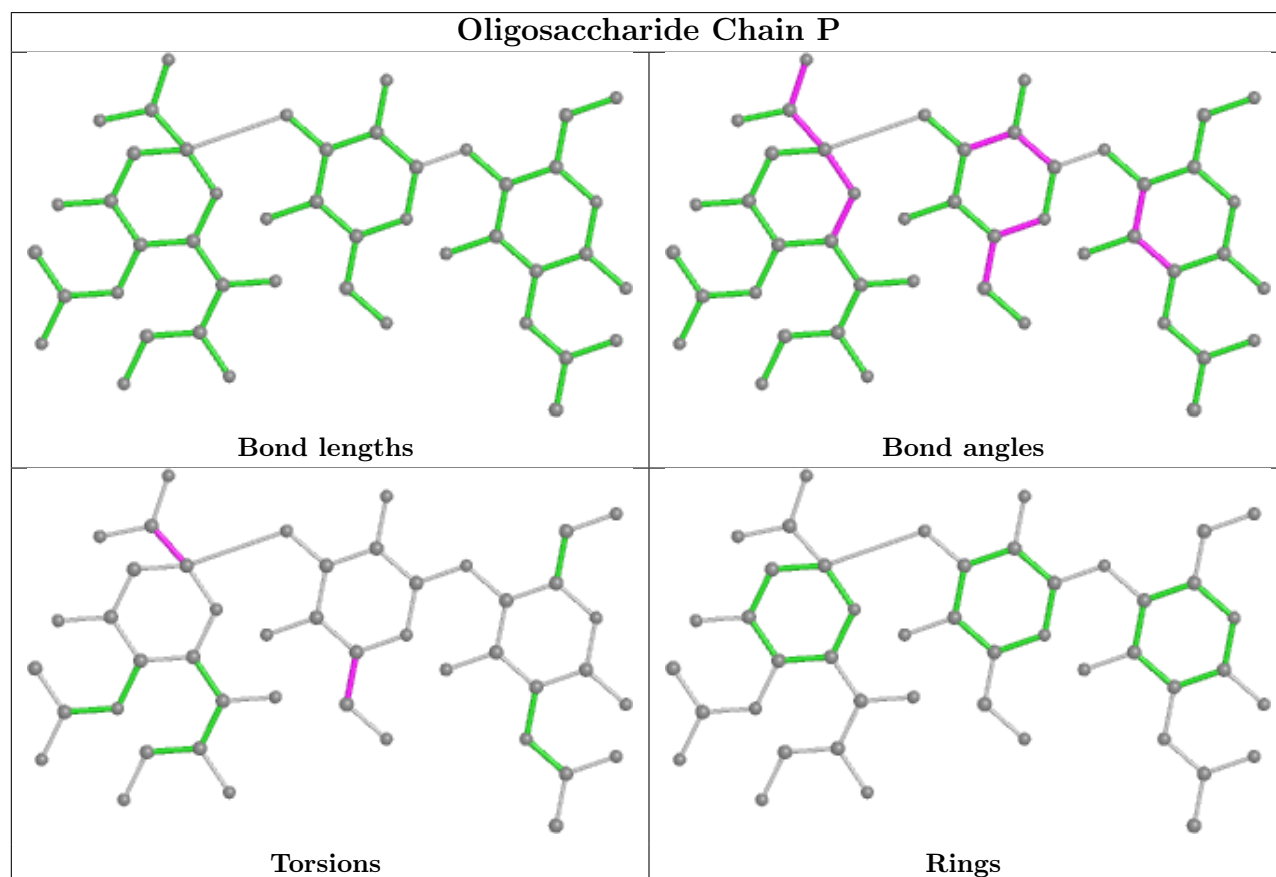 Oligosaccharide Chain P
Bond lengths
Bond angles
Torsions
Rings